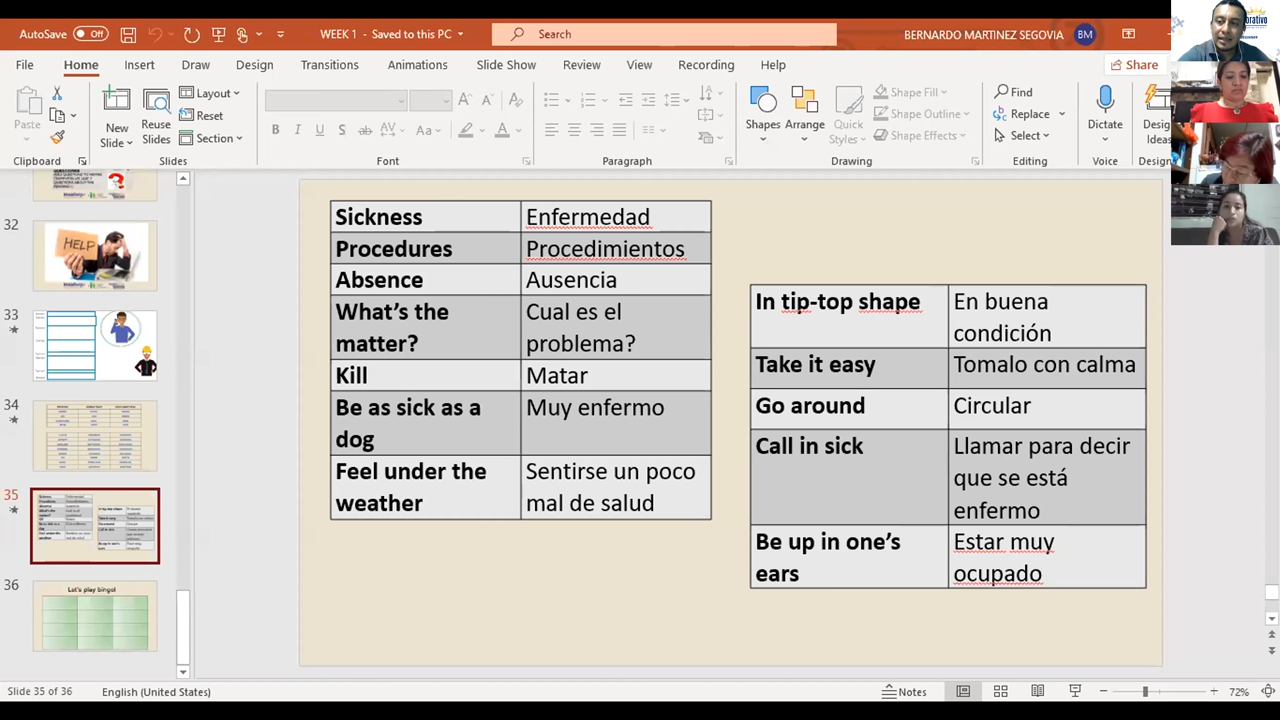 AutoSave Off
WEEK 1 - Saved to this PC
Search
BERNARDO MARTINEZ SEGOVIA BM
File Home Insert Draw Design Transitions Animations Slide Show Review View Recording Help Share
Paste
New
Slide
Reuse
Slides
Layout
Reset
Section
Shapes
Arrange
Quick
Styles
Shape Fill
Shape Outline
Shape Effects
Find
Replace
Select
Dictate
Design
Ideas
Clipboard Slides Font Paragraph Drawing Editing Voice
32
HELP
33
34
35
36
Let's play bingo!
Sickness Enfermedad
Procedures Procedimientos
Absence Ausencia
What's the Cual es el
matter? problema?
Kill Matar
Be as sick as a Muy enfermo
dog
Feel under the Sentirse un poco
weather mal de salud
In tip-top shape En buena
condición
Take it easy Tomalo con calma
Go around Circular
Call in sick Llamar para decir
que se está
enfermo
Be up in one's Estar muy
ears ocupado
Slide 35 of 36 English (United States) Notes 72%